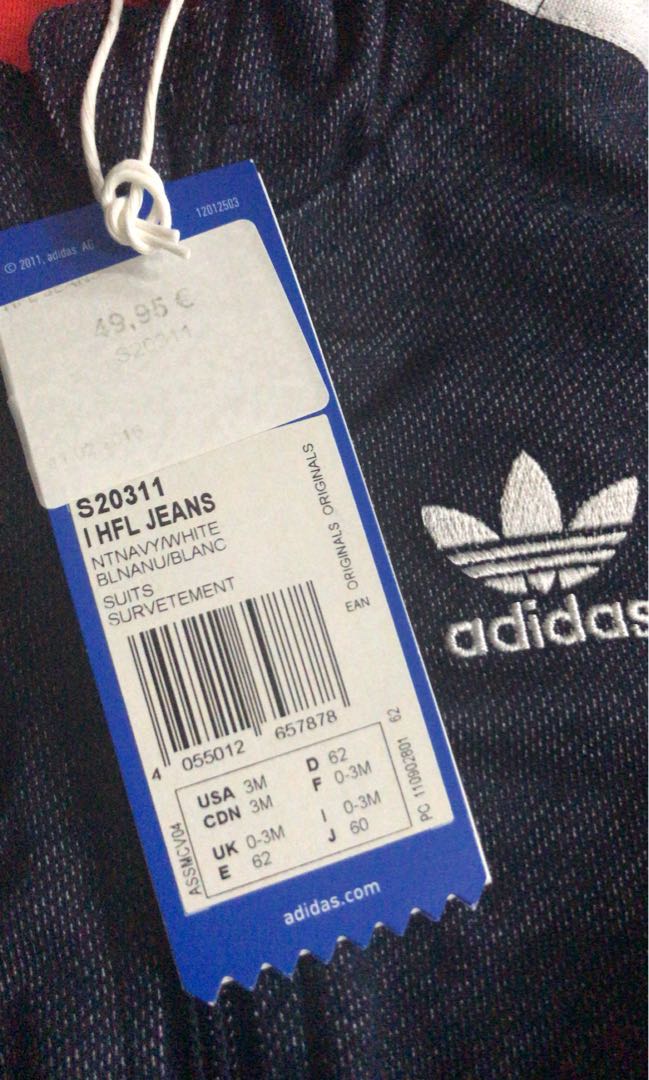 © 2011, adidas AG
12012503
49,95 €
S20311
S20311
I HFL JEANS
NTNAVY/WHITE
BLNANU/BLANC
SUITS
SURVETEMENT
ORIGINALS ORIGINALS
EAN
4 055012 657878
USA 3M D 62
CDN 3M F 0-3M
UK 0-3M I 0-3M
E 62 J 60
ASSMCV04
PC 110902801 62
adidas.com
adidas